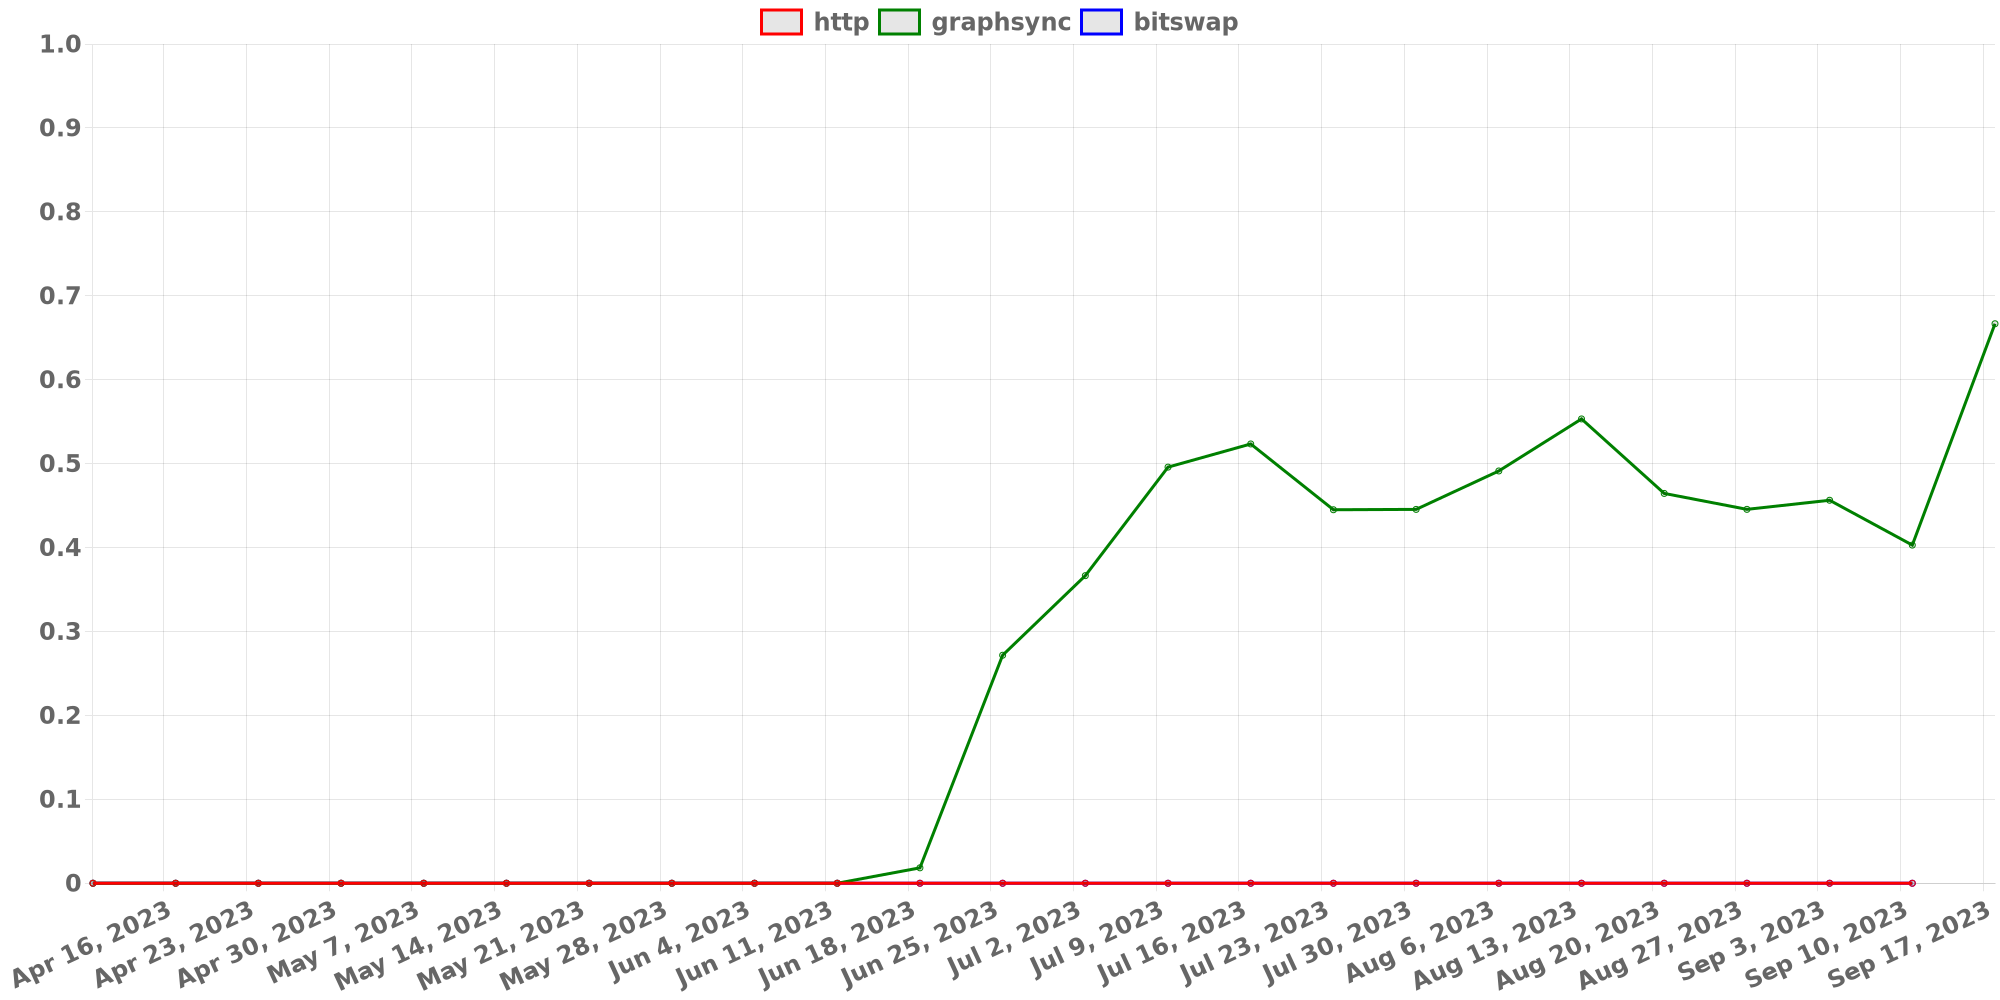 http graphsync bitswap
1.0
0.9
0.8
0.7
0.6
0.5
0.4
0.3
0.2
0.1
0
Apr 16, 2023
Apr 23, 2023
Apr 30, 2023
May 7, 2023
May 14, 2023
May 21, 2023
May 28, 2023
Jun 4, 2023
Jun 11, 2023
Jun 18, 2023
Jun 25, 2023
Jul 2, 2023
Jul 9, 2023
Jul 16, 2023
Jul 23, 2023
Jul 30, 2023
Aug 6, 2023
Aug 13, 2023
Aug 20, 2023
Aug 27, 2023
Sep 3, 2023
Sep 10, 2023
Sep 17, 2023